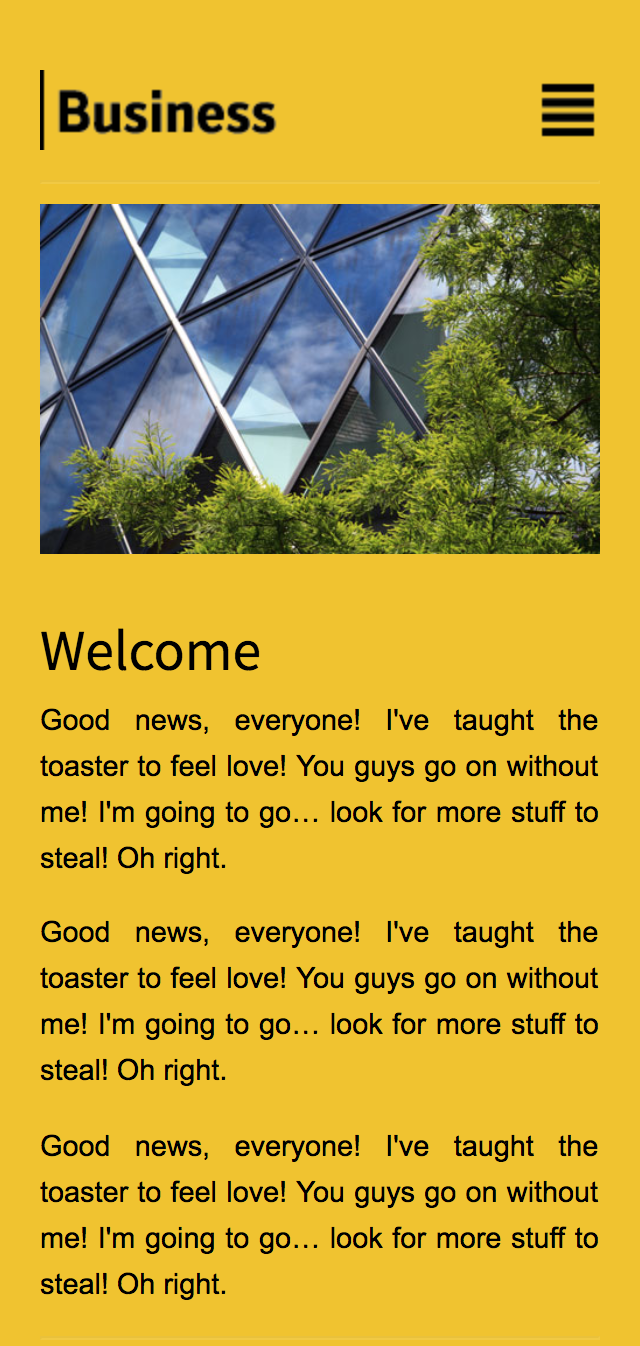 Business
Welcome
Good news, everyone! I've taught the
toaster to feel love! You guys go on without
me! I'm going to go… look for more stuff to
steal! Oh right.
Good news, everyone! I've taught the
toaster to feel love! You guys go on without
me! I'm going to go… look for more stuff to
steal! Oh right.
Good news, everyone! I've taught the
toaster to feel love! You guys go on without
me! I'm going to go… look for more stuff to
steal! Oh right.